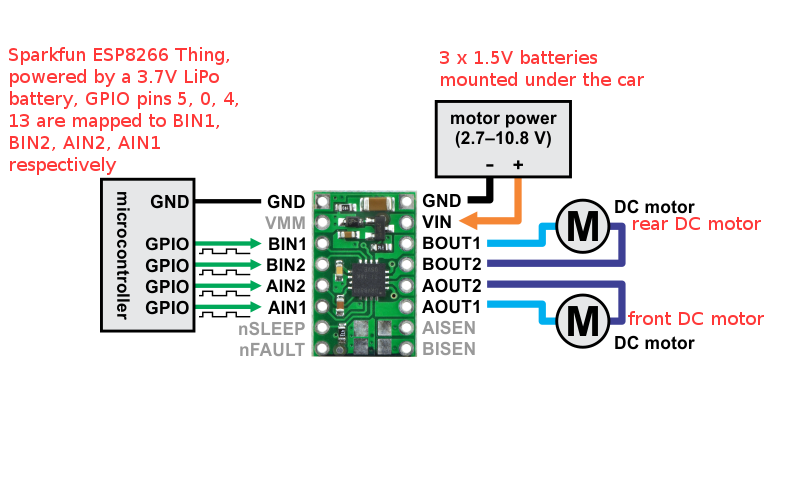 Sparkfun ESP8266 Thing,
powered by a 3.7V LiPo
battery, GPIO pins 5, 0, 4,
13 are mapped to BIN1,
BIN2, AIN2, AIN1
respectively
3 x 1.5V batteries
mounted under the car
motor power
(2.7–10.8 V)
- +
microcontroller
GND
GPIO
GPIO
GPIO
GPIO
GND
VMM
BIN1
BIN2
AIN2
AIN1
nSLEEP
nFAULT
GND
VIN
BOUT1
BOUT2
AOUT2
AOUT1
AISEN
BISEN
M
DC motor
rear DC motor
M
front DC motor
DC motor